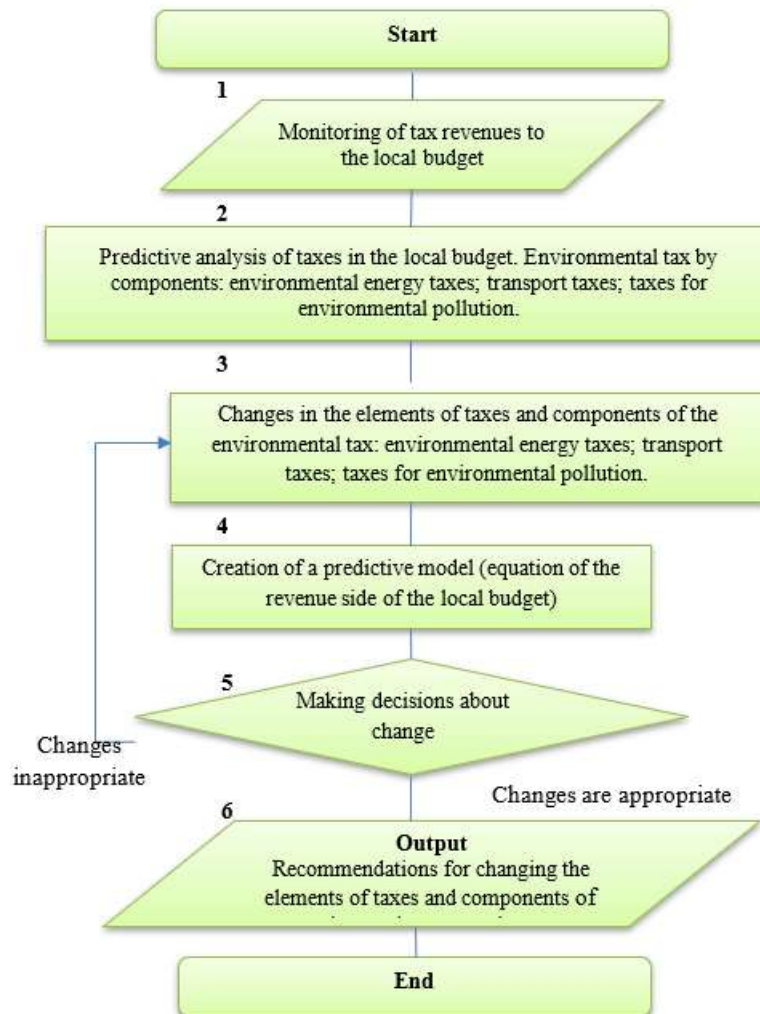 Start
1
Monitoring of tax revenues to
the local budget
2
Predictive analysis of taxes in the local budget. Environmental tax by
components: environmental energy taxes; transport taxes; taxes for
environmental pollution.
3
Changes in the elements of taxes and components of the
environmental tax: environmental energy taxes; transport
taxes; taxes for environmental pollution.
4
Creation of a predictive model (equation of the
revenue side of the local budget)
5
Making decisions about
change
Changes
inappropriate
Changes are appropriate
6
Output
Recommendations for changing the
elements of taxes and components of
End